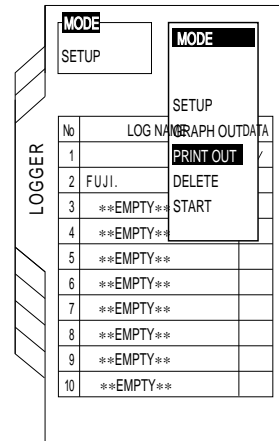 MODE
SETUP
MODE
SETUP
GRAPH OUT
PRINT OUT
DELETE
START
LOGGER
No LOG NAME DATA
1
2 FUJI.
3 **EMPTY**
4 **EMPTY**
5 **EMPTY**
6 **EMPTY**
7 **EMPTY**
8 **EMPTY**
9 **EMPTY**
10 **EMPTY**